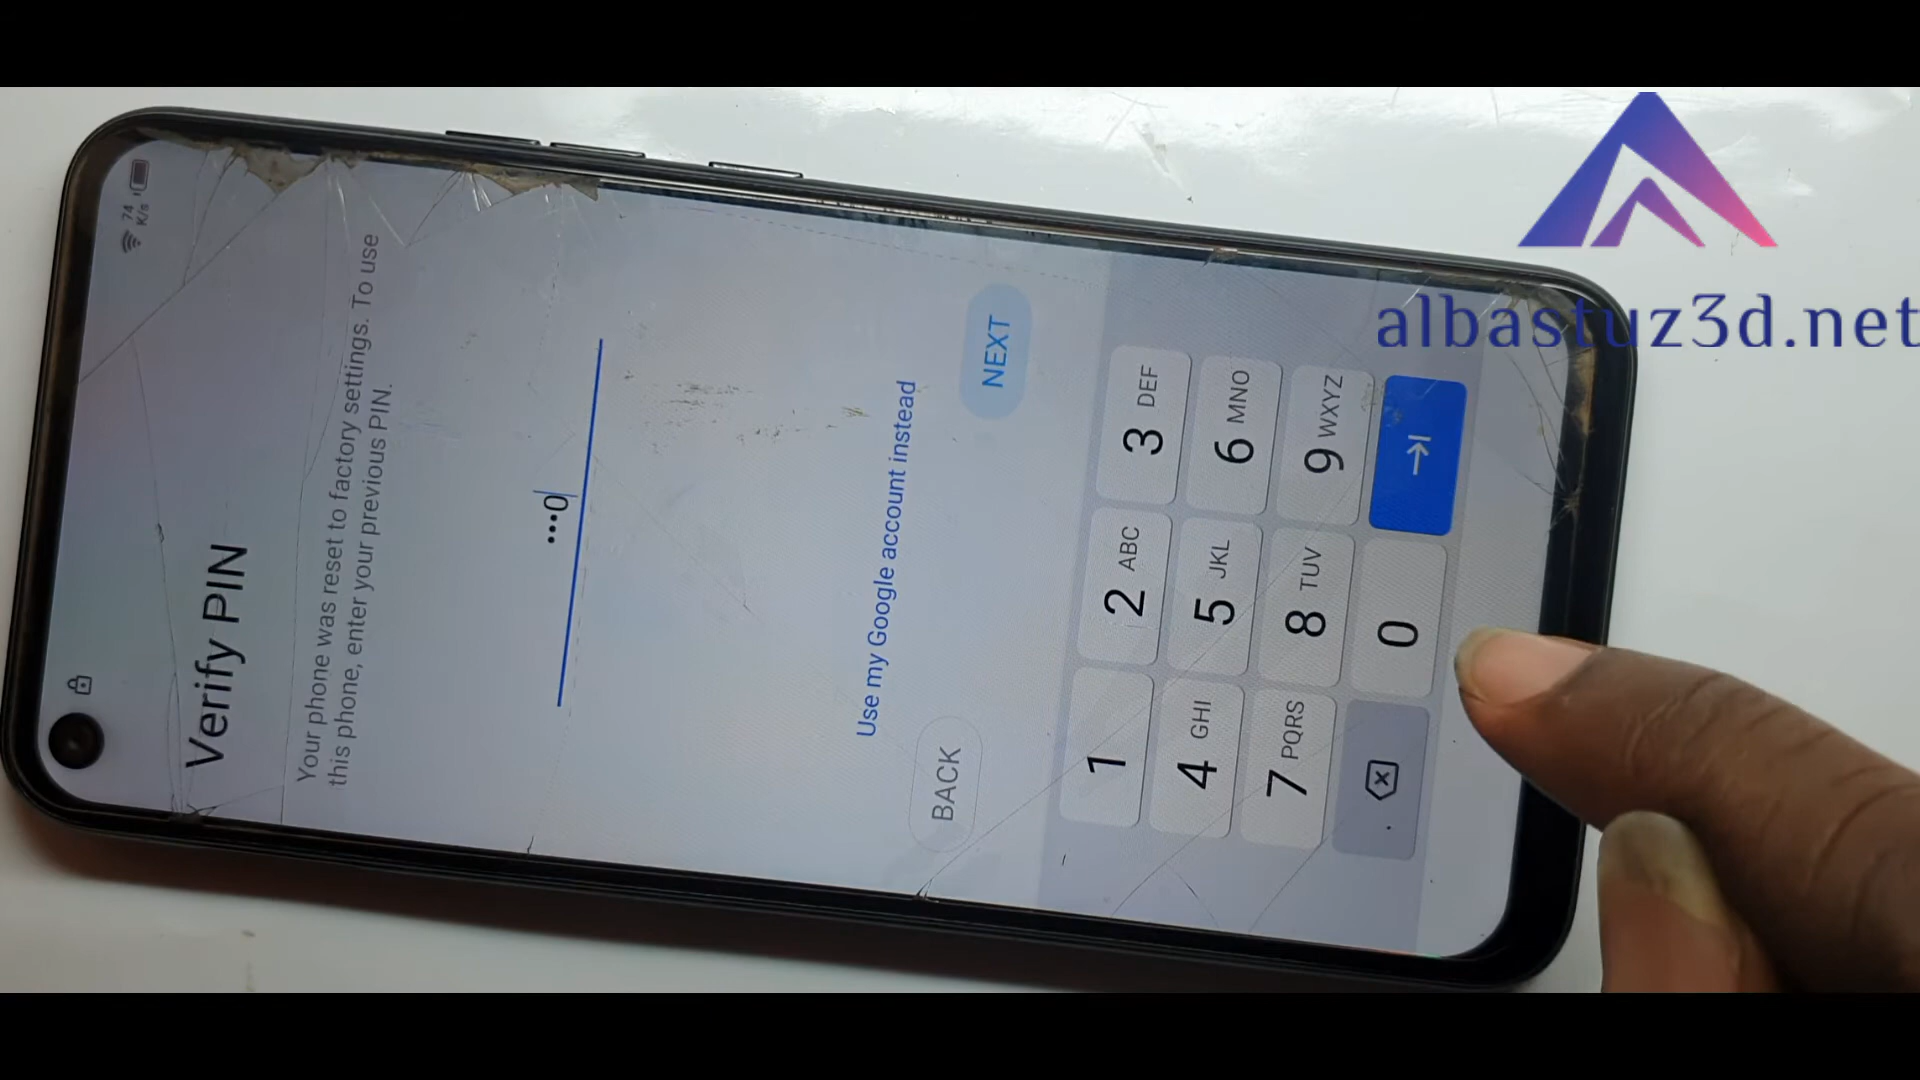 74
K/s
Verify PIN
Your phone was reset to factory settings. To use
this phone, enter your previous PIN.
•••0
Use my Google account instead
BACK
NEXT
1
2 ABC
3 DEF
4 GHI
5 JKL
6 MNO
7 PQRS
8 TUV
9 WXYZ
.
0
albastuz3d.net